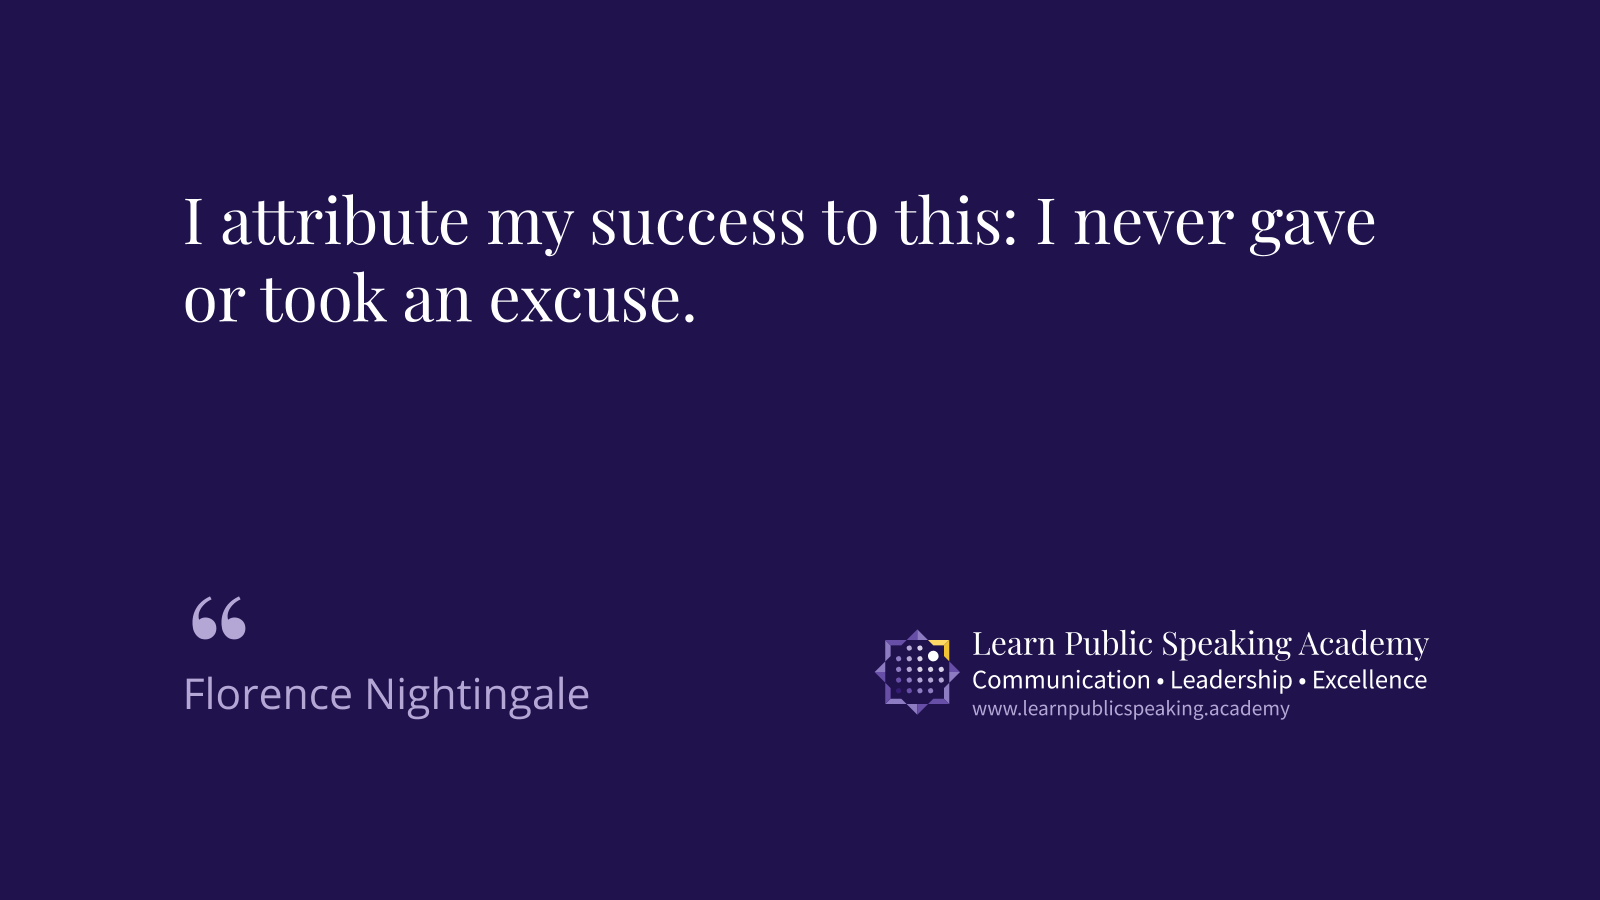 I attribute my success to this: I never gave
or took an excuse.
“
Florence Nightingale
Learn Public Speaking Academy
Communication • Leadership • Excellence
www.learnpublicspeaking.academy